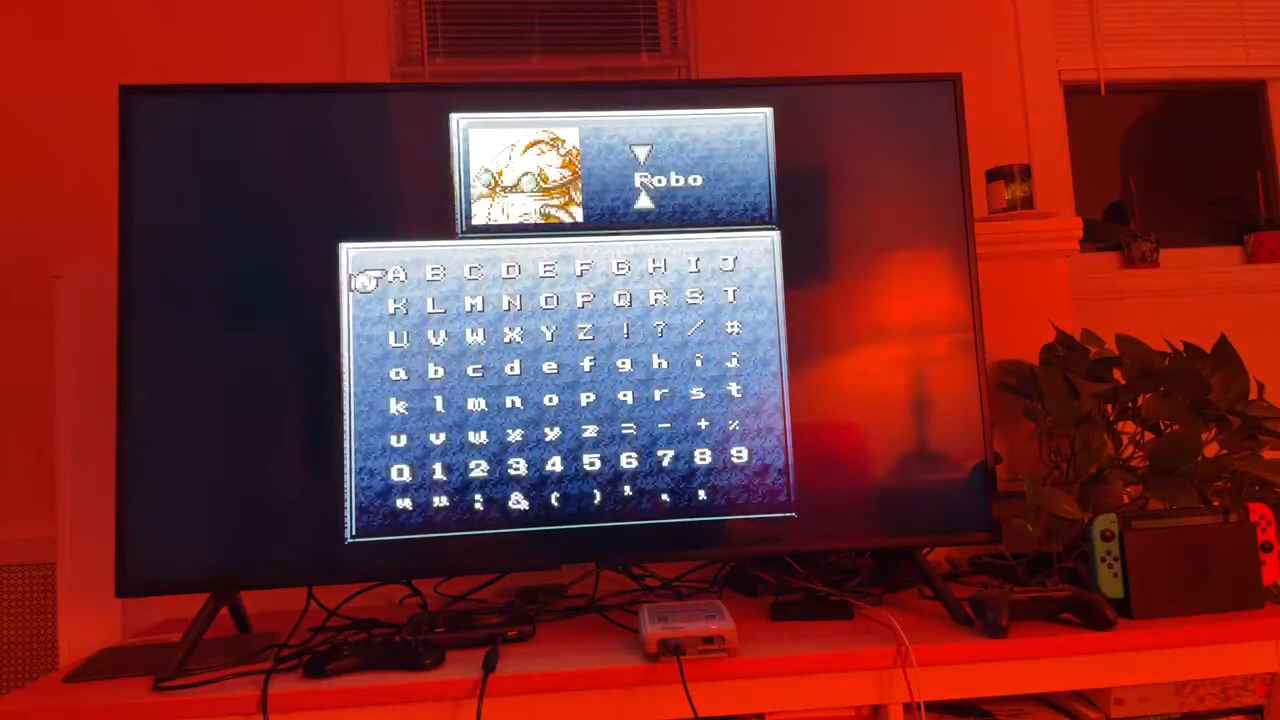 Robo
A B C D E F G H I J
K L M N O P Q R S T
U V W X Y Z ! ? / #
a b c d e f g h i j
k l m n o p q r s t
u v w x y z = - + %
0 1 2 3 4 5 6 7 8 9
“ ” : & ( ) ' . ,